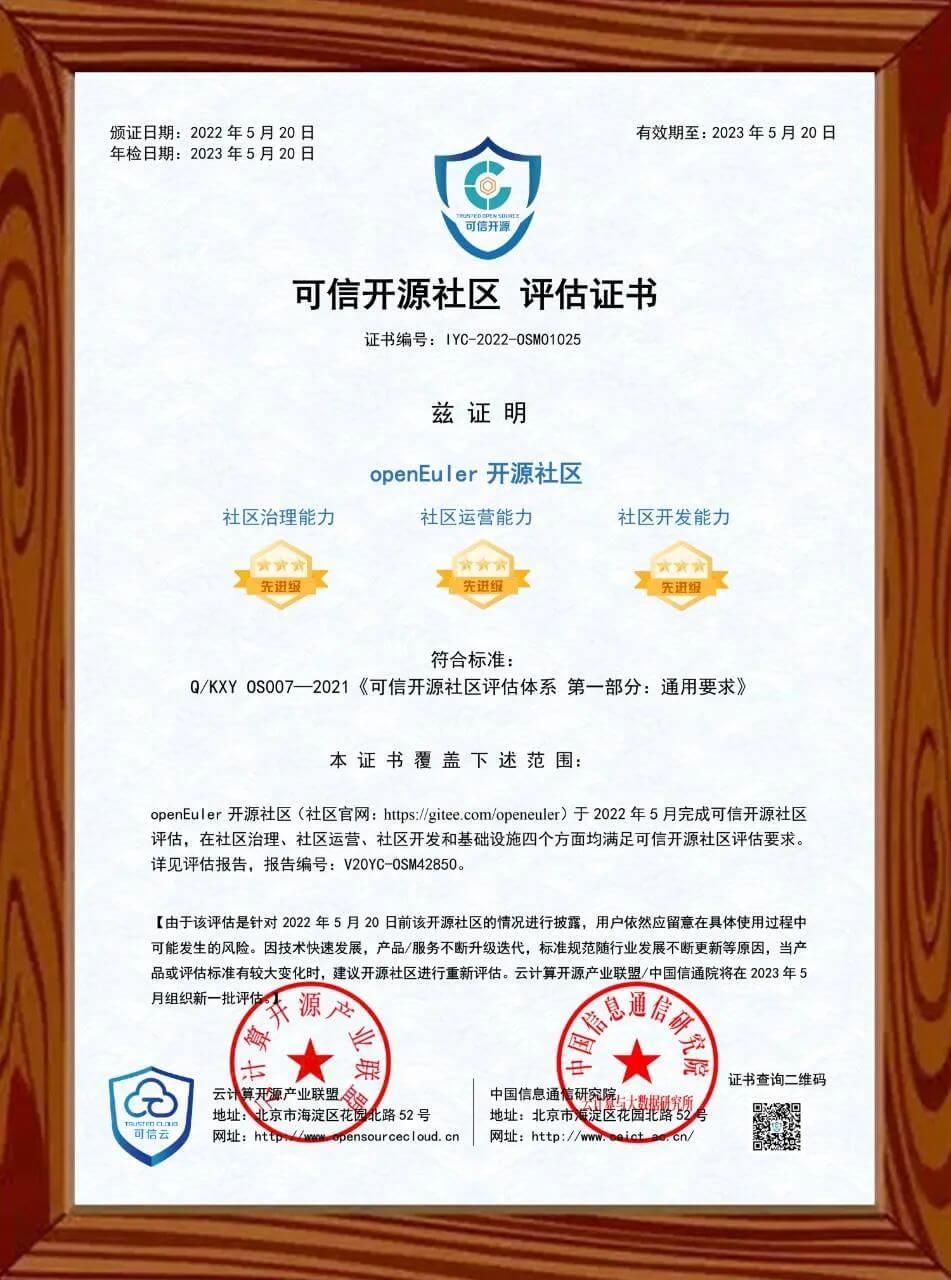 颁证日期：2022 年 5 月 20 日
有效期至：2023 年 5 月 20 日
年检日期：2023 年 5 月 20 日
TRUSTED OPEN SOURCE
可信开源
可信开源社区 评估证书
证书编号：IYC-2022-OSM01025
兹 证 明
openEuler 开源社区
社区治理能力 社区运营能力 社区开发能力
先进级 先进级 先进级
符合标准：
Q/KXY OS007—2021《可信开源社区评估体系 第一部分：通用要求》
本 证 书 覆 盖 下 述 范 围：
openEuler 开源社区（社区官网：https://gitee.com/openeuler）于 2022 年 5 月完成可信开源社区
评估，在社区治理、社区运营、社区开发和基础设施四个方面均满足可信开源社区评估要求。
详见评估报告，报告编号：V20YC-OSM42850。
【由于该评估是针对 2022 年 5 月 20 日前该开源社区的情况进行披露，用户依然应留意在具体使用过程中
可能发生的风险。因技术快速发展，产品/服务不断升级迭代，标准规范随行业发展不断更新等原因，当产
品或评估标准有较大变化时，建议开源社区进行重新评估。云计算开源产业联盟/中国信通院将在 2023 年 5
月组织新一批评估。】
云计算开源产业联盟
中国信息通信研究院
云计算与大数据研究所
TRUSTED CLOUD
可信云
云计算开源产业联盟
地址：北京市海淀区花园北路 52 号
网址：http://www.opensourcecloud.cn
中国信息通信研究院
地址：北京市海淀区花园北路 52 号
网址：http://www.caict.ac.cn/
证书查询二维码